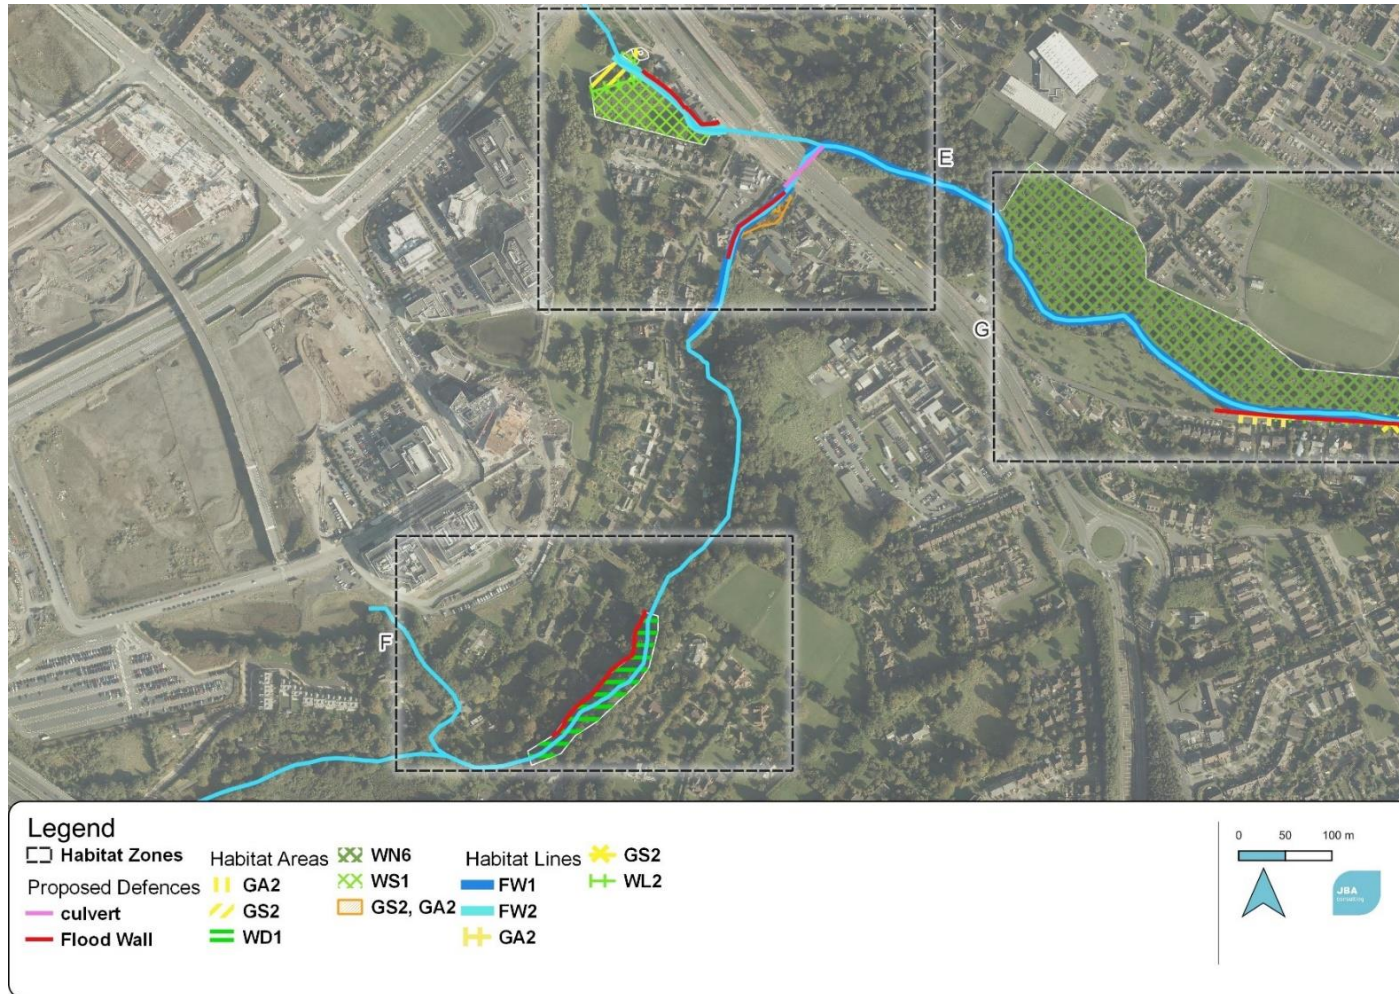 E
G
F
Legend
Habitat Zones
Proposed Defences
culvert
Flood Wall
Habitat Areas
GA2
GS2
WD1
WN6
WS1
GS2, GA2
Habitat Lines
FW1
FW2
GA2
GS2
WL2
0 50 100 m
JBA
consulting